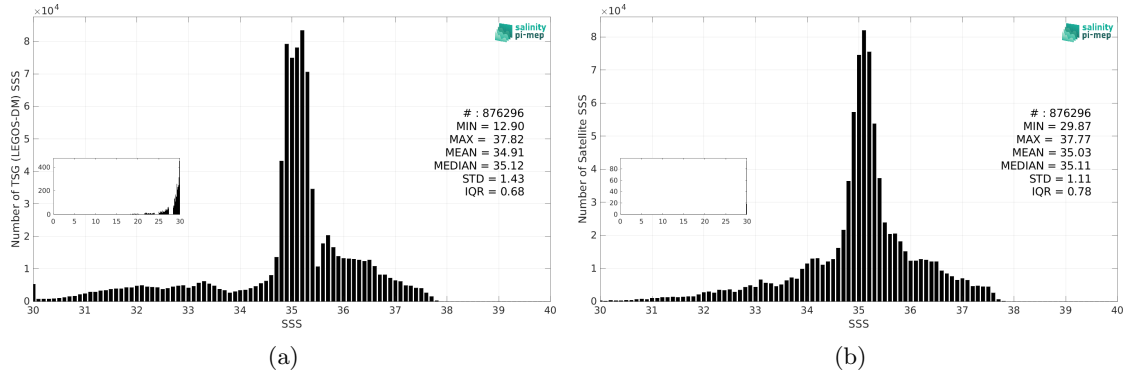 ×10⁴
salinity
pi-mep
8
7
6
5
4
3
2
1
0
Number of TSG (LEGOS-DM) SSS
# : 876296
MIN = 12.90
MAX = 37.82
MEAN = 34.91
MEDIAN = 35.12
STD = 1.43
IQR = 0.68
400
200
0
0 5 10 15 20 25 30
30 31 32 33 34 35 36 37 38 39 40
SSS
(a)
×10⁴
salinity
pi-mep
8
7
6
5
4
3
2
1
0
Number of Satellite SSS
# : 876296
MIN = 29.87
MAX = 37.77
MEAN = 35.03
MEDIAN = 35.11
STD = 1.11
IQR = 0.78
80
60
40
20
0
0 5 10 15 20 25 30
30 31 32 33 34 35 36 37 38 39 40
SSS
(b)